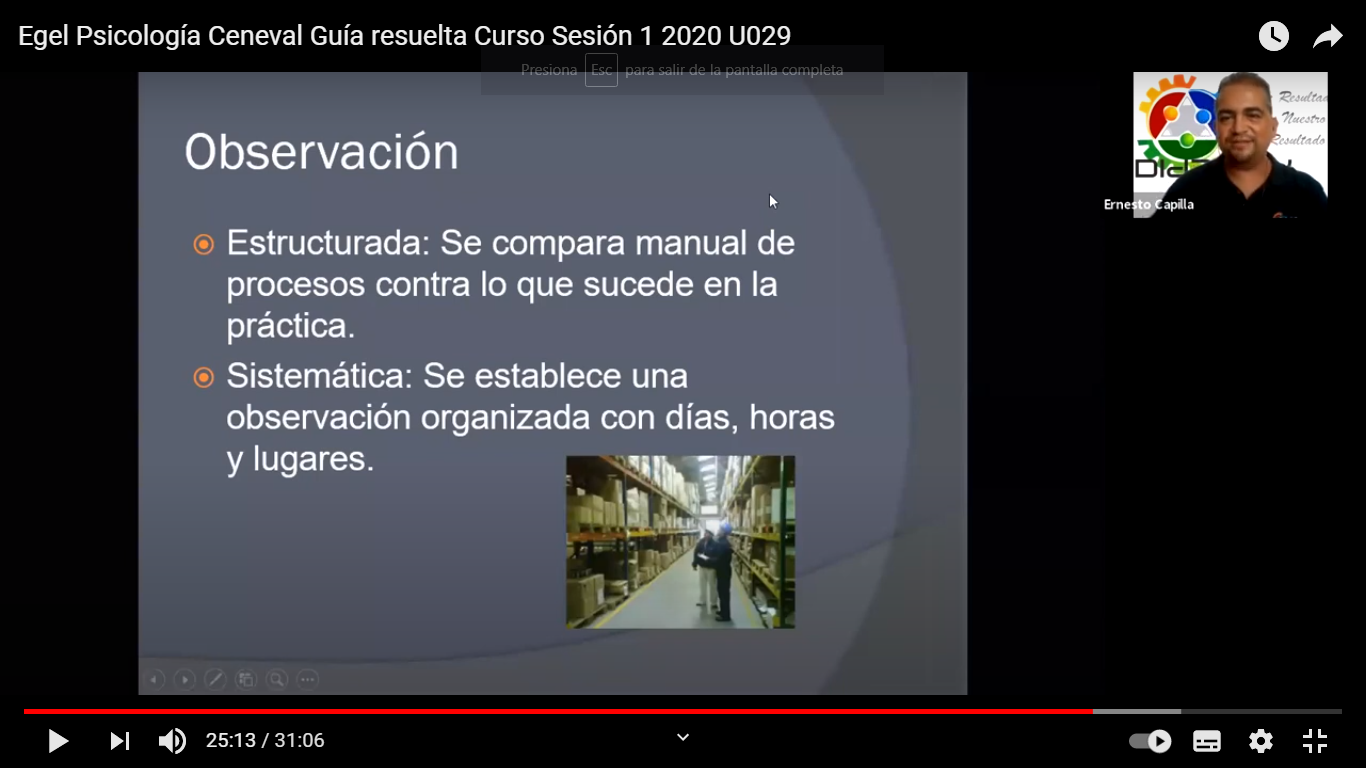 Egel Psicología Ceneval Guía resuelta Curso Sesión 1 2020 U029
Presiona Esc para salir de la pantalla completa
Observación
Estructurada: Se compara manual de
procesos contra lo que sucede en la
práctica.
Sistemática: Se establece una
observación organizada con días, horas
y lugares.
Resultad
Nuestro
Resultado
Ernesto Capilla
25:13 / 31:06